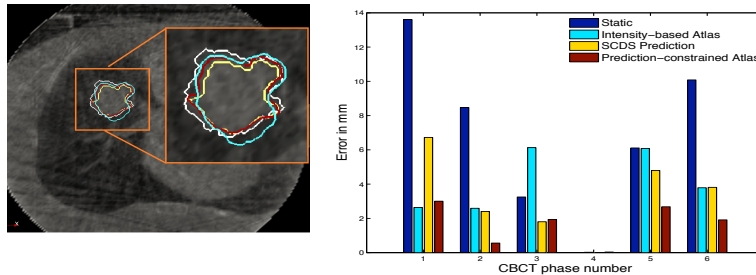 Static
Intensity-based Atlas
SCDS Prediction
Prediction-constrained Atlas
Error in mm
14
12
10
8
6
4
2
0
1 2 3 4 5 6
CBCT phase number
x